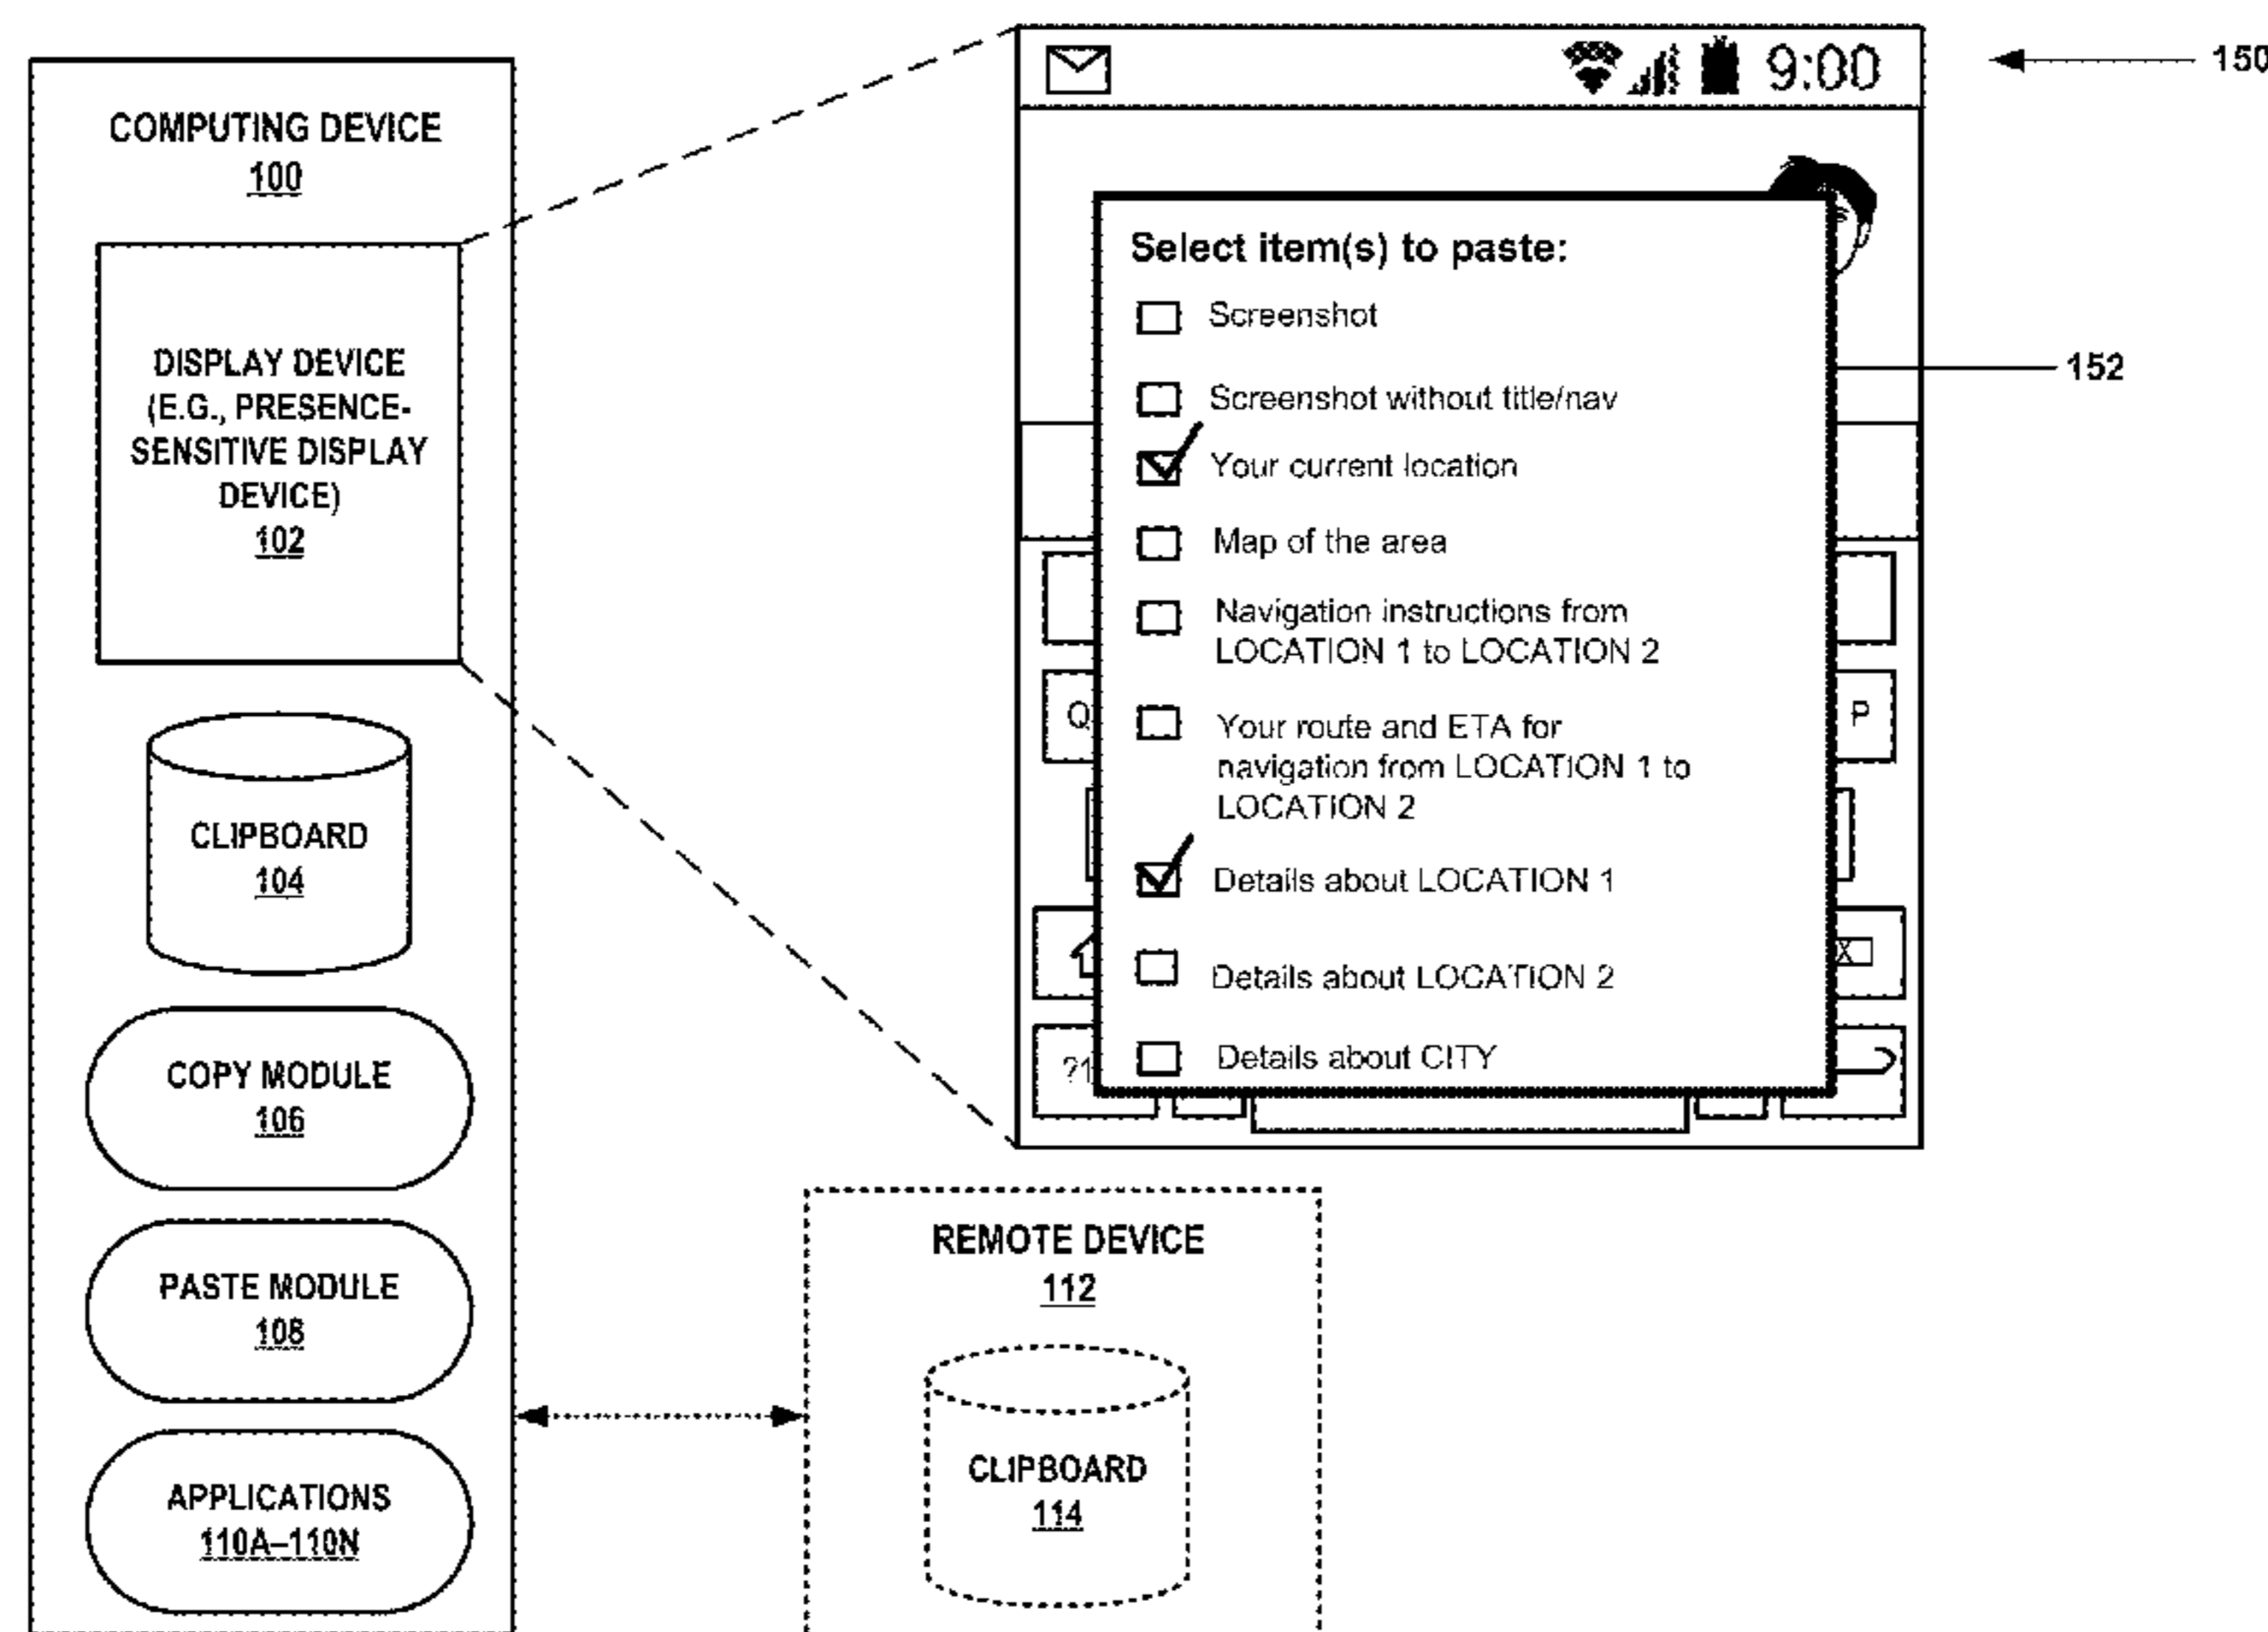 COMPUTING DEVICE
100
DISPLAY DEVICE
(E.G., PRESENCE-
SENSITIVE DISPLAY
DEVICE)
102
CLIPBOARD
104
COPY MODULE
106
PASTE MODULE
108
APPLICATIONS
110A–110N
9:00
150
Select item(s) to paste:
Screenshot
Screenshot without title/nav
152
Your current location
Map of the area
Navigation instructions from
LOCATION 1 to LOCATION 2
Q
P
Your route and ETA for
navigation from LOCATION 1 to
LOCATION 2
Details about LOCATION 1
X
Details about LOCATION 2
?1
Details about CITY
REMOTE DEVICE
112
CLIPBOARD
114